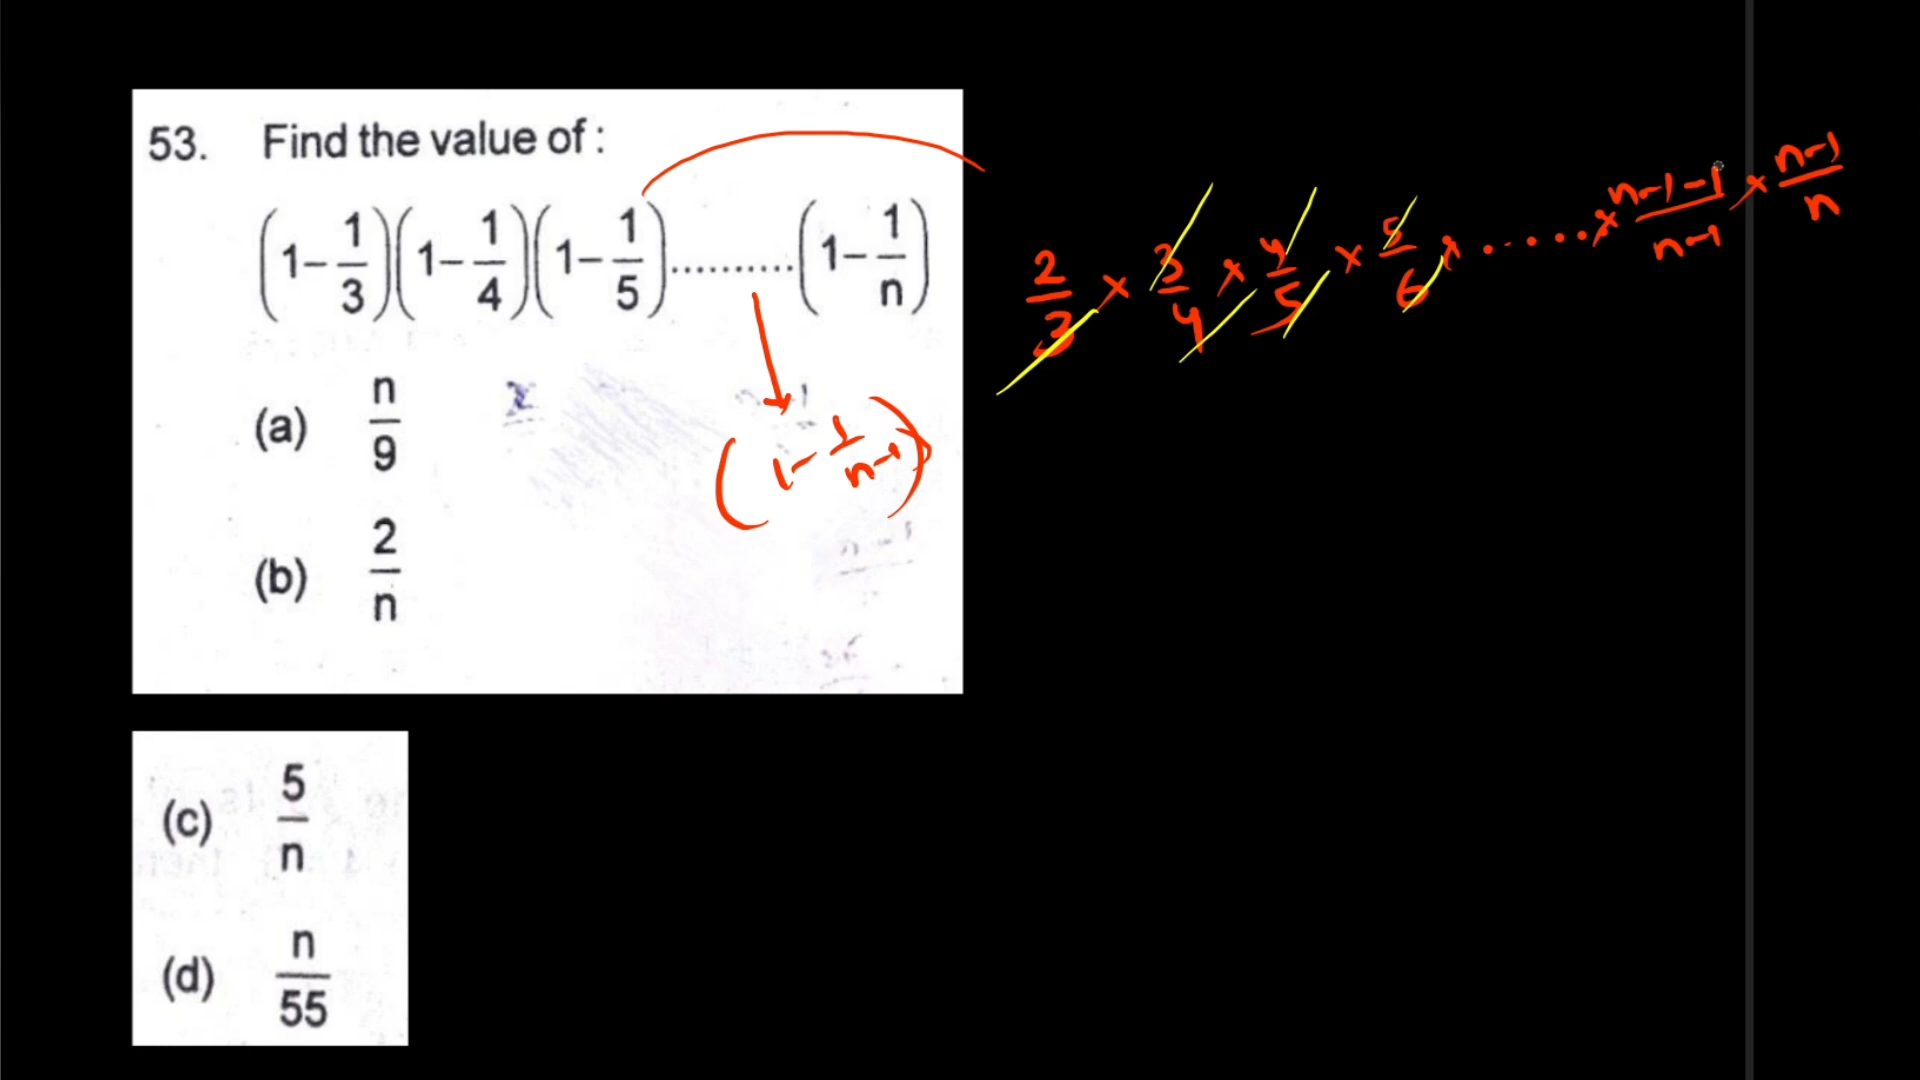 53. Find the value of :
(1-1/3)(1-1/4)(1-1/5)..........(1-1/n)
(1-1/n-1)
(a) n/9
(b) 2/n
(c) 5/n
(d) n/55
2/3 × 3/4 × 4/5 × 5/6 × ..... × n-1-1/n-1 × n-1/n